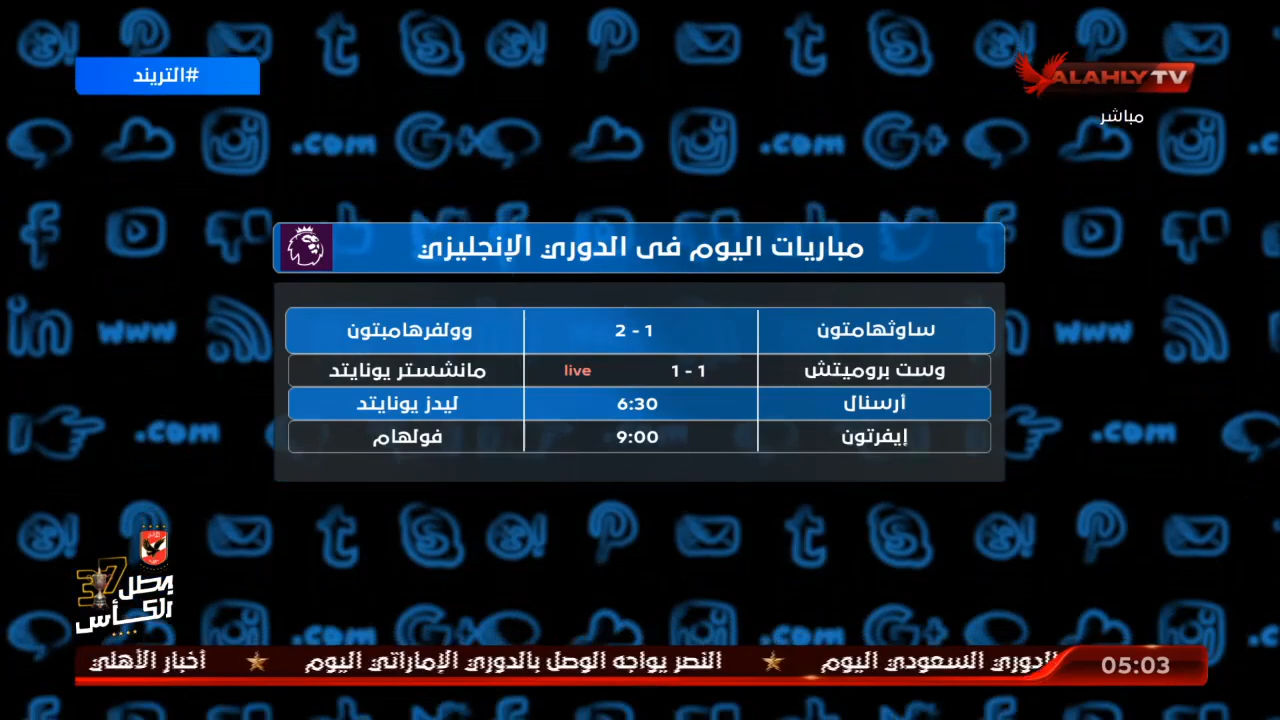 #التريند
ALAHLY TV
مباشر
مباريات اليوم فى الدوري الإنجليزي
ساوثهامتون 2 - 1 وولفرهامبتون
وست بروميتش 1 - 1 live مانشستر يونايتد
أرسنال 6:30 ليدز يونايتد
إيفرتون 9:00 فولهام
بطل 37
الكأس
الدوري السعودي اليوم ★ النصر يواجه الوصل بالدوري الإماراتي اليوم ★ أخبار الأهلي
05:03